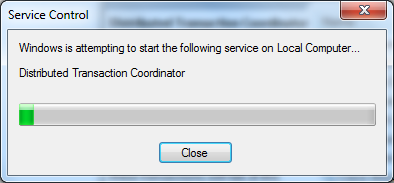 Service Control
Windows is attempting to start the following service on Local Computer...
Distributed Transaction Coordinator
Close